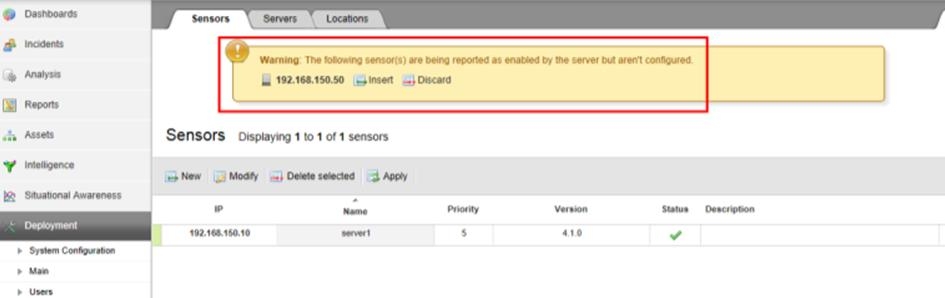 Dashboards
Incidents
Analysis
Reports
Assets
Intelligence
Situational Awareness
Deployment
System Configuration
Main
Users
Sensors Servers Locations
Warning: The following sensor(s) are being reported as enabled by the server but aren't configured.
192.168.150.50 Insert Discard
Sensors Displaying 1 to 1 of 1 sensors
New Modify Delete selected Apply
IP Name Priority Version Status Description
192.168.150.10 server1 5 4.1.0